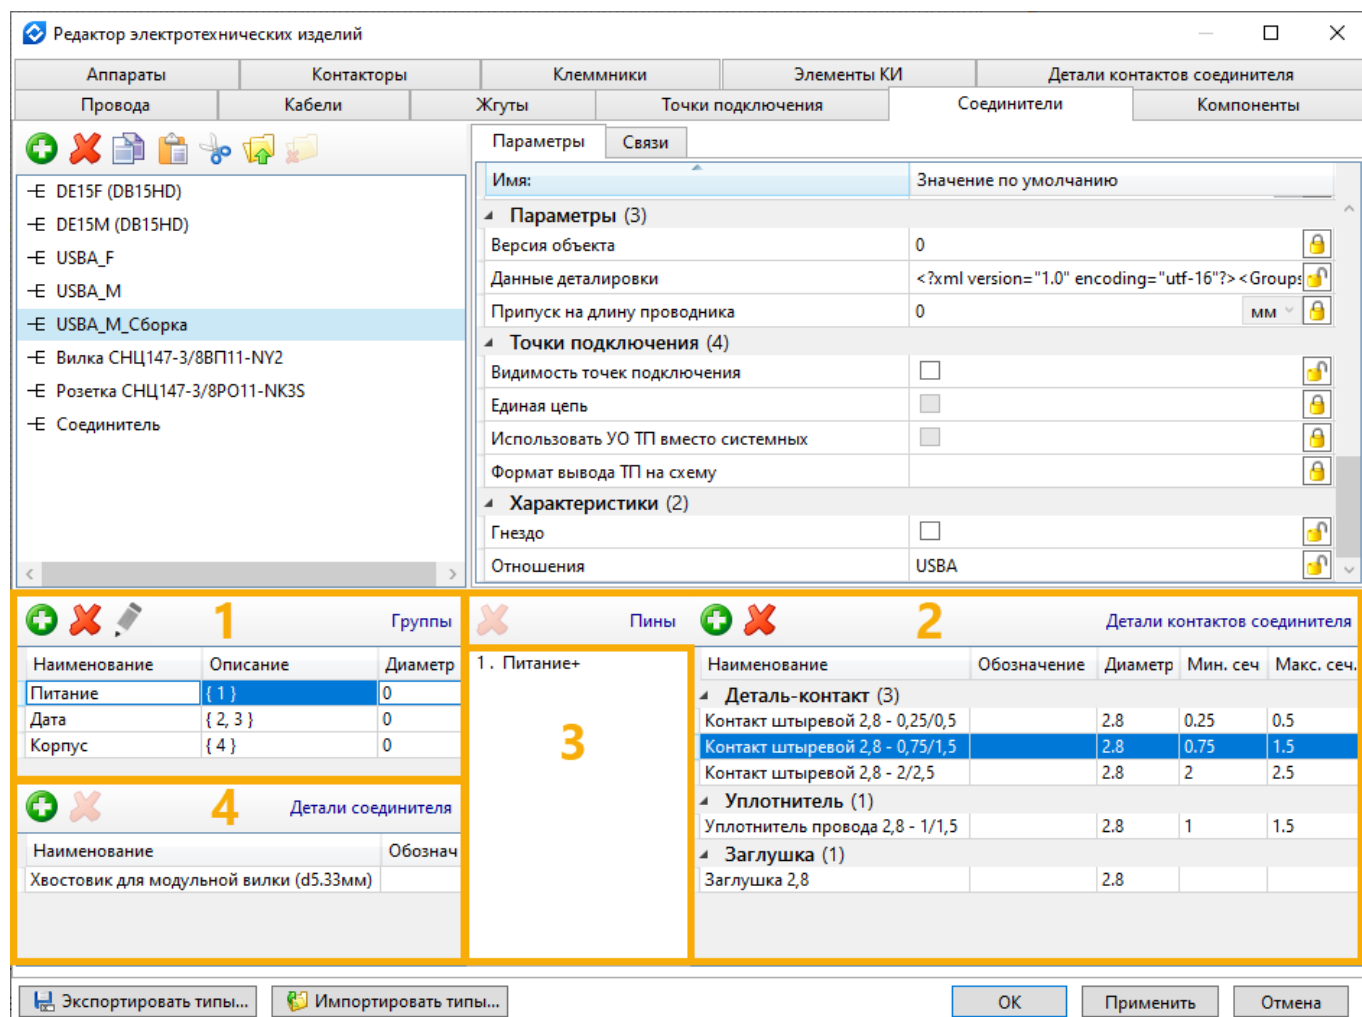 Редактор электротехнических изделий
Аппараты Контакторы Клеммники Элементы КИ Детали контактов соединителя
Провода Кабели Жгуты Точки подключения Соединители Компоненты
Параметры Связи
Имя: Значение по умолчанию
Параметры (3)
Версия объекта 0
Данные деталировки <?xml version="1.0" encoding="utf-16"?><Groups
Припуск на длину проводника 0 мм
Точки подключения (4)
Видимость точек подключения
Единая цепь
Использовать УО ТП вместо системных
Формат вывода ТП на схему
Характеристики (2)
Гнездо
Отношения USBA
DE15F (DB15HD)
DE15M (DB15HD)
USBA_F
USBA_M
USBA_M_Сборка
Вилка СНЦ147-3/8ВП11-NY2
Розетка СНЦ147-3/8РО11-NK3S
Соединитель
1 Группы
Наименование Описание Диаметр
Питание { 1 } 0
Дата { 2, 3 } 0
Корпус { 4 } 0
4 Детали соединителя
Наименование Обознач
Хвостовик для модульной вилки (d5.33мм)
Пины
1. Питание+
3
2 Детали контактов соединителя
Наименование Обозначение Диаметр Мин. сеч Макс. сеч.
Деталь-контакт (3)
Контакт штыревой 2,8 - 0,25/0,5 2.8 0.25 0.5
Контакт штыревой 2,8 - 0,75/1,5 2.8 0.75 1.5
Контакт штыревой 2,8 - 2/2,5 2.8 2 2.5
Уплотнитель (1)
Уплотнитель провода 2,8 - 1/1,5 2.8 1 1.5
Заглушка (1)
Заглушка 2,8 2.8
Экспортировать типы... Импортировать типы... ОК Применить Отмена